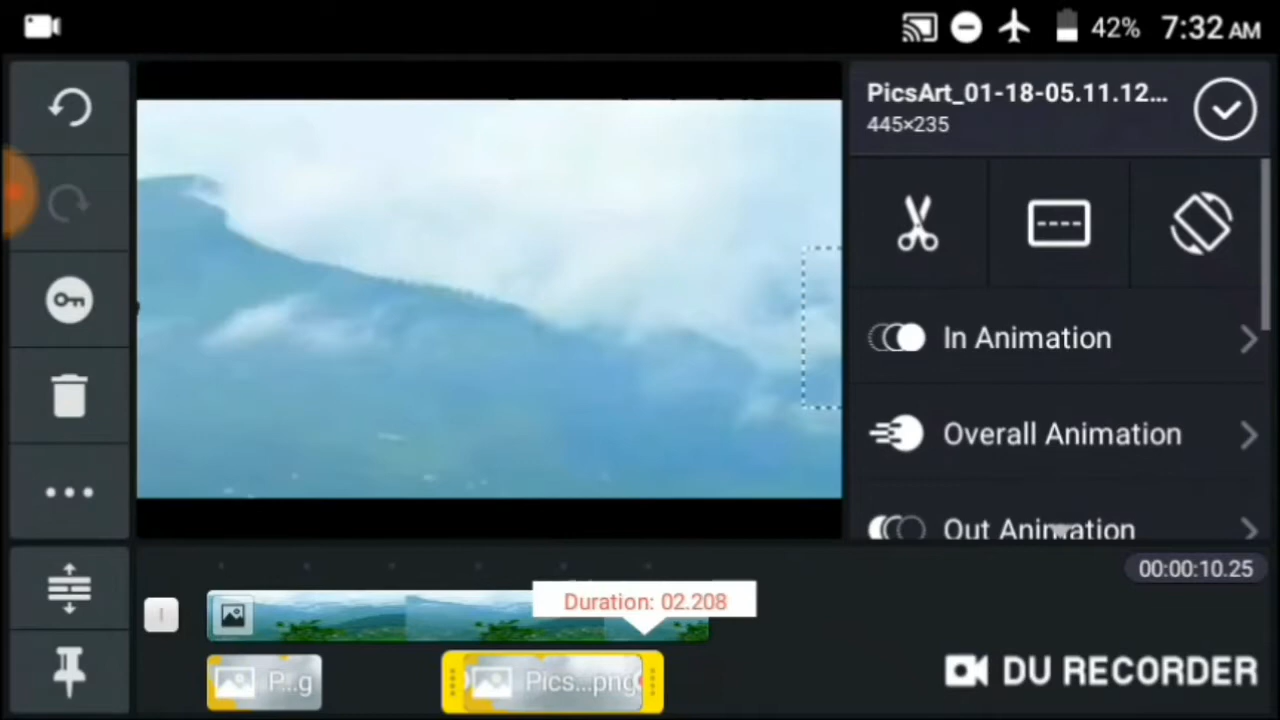 42% 7:32 AM
PicsArt_01-18-05.11.12...
445×235
In Animation
Overall Animation
Out Animation
00:00:10.25
Duration: 02.208
P...g
Pics...png
DU RECORDER